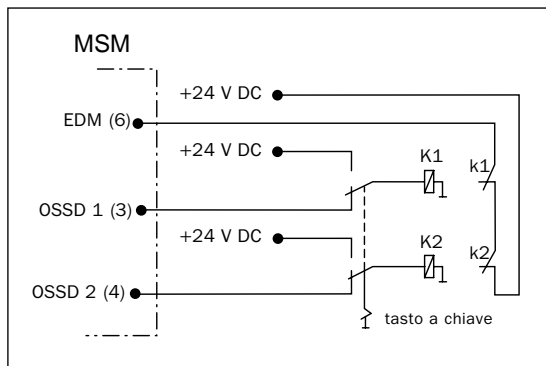 MSM
+24 V DC
EDM (6)
+24 V DC
K1
k1
OSSD 1 (3)
+24 V DC
K2
k2
OSSD 2 (4)
tasto a chiave